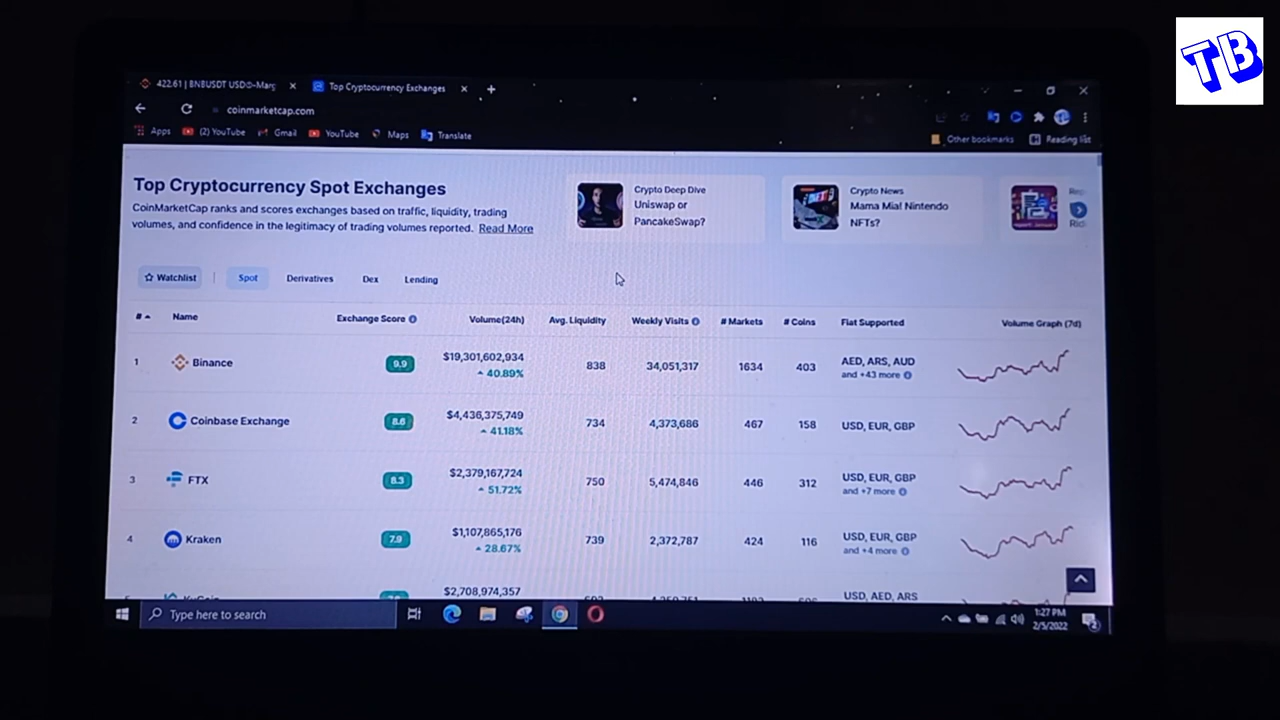 TB
422.61 | BNBUSDT USDⓈ-Marg
Top Cryptocurrency Exchanges
coinmarketcap.com
Apps (2) YouTube Gmail YouTube Maps Translate Other bookmarks Reading list
Top Cryptocurrency Spot Exchanges
CoinMarketCap ranks and scores exchanges based on traffic, liquidity, trading
volumes, and confidence in the legitimacy of trading volumes reported. Read More
Crypto Deep Dive
Uniswap or
PancakeSwap?
Crypto News
Mama Mia! Nintendo
NFTs?
Watchlist Spot Derivatives Dex Lending
# Name Exchange Score Volume(24h) Avg. Liquidity Weekly Visits # Markets # Coins Fiat Supported Volume Graph (7d)
1 Binance 9.9 $19,301,602,934 838 34,051,317 1634 403 AED, ARS, AUD
40.89% and +43 more
2 Coinbase Exchange 8.6 $4,436,375,749 734 4,373,686 467 158 USD, EUR, GBP
41.18%
3 FTX 8.3 $2,379,167,724 750 5,474,846 446 312 USD, EUR, GBP
51.72% and +7 more
4 Kraken 7.9 $1,107,865,176 739 2,372,787 424 116 USD, EUR, GBP
28.67% and +4 more
KuCoin $2,708,974,357 USD, AED, ARS
Type here to search
1:27 PM
2/5/2022
2